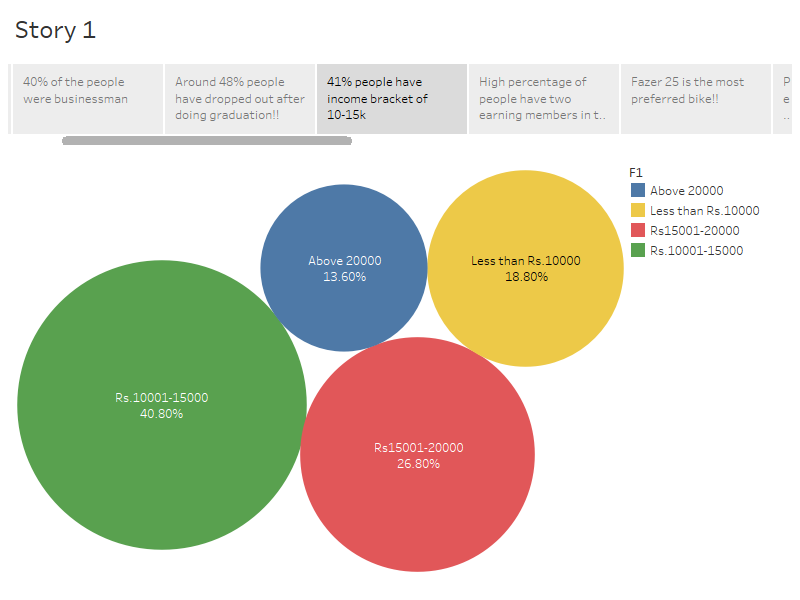 Story 1
40% of the people
were businessman
Around 48% people
have dropped out after
doing graduation!!
41% people have
income bracket of
10-15k
High percentage of
people have two
earning members in t..
Fazer 25 is the most
preferred bike!!
P
e
..
F1
Above 20000
Less than Rs.10000
Rs15001-20000
Rs.10001-15000
Above 20000
13.60%
Less than Rs.10000
18.80%
Rs.10001-15000
40.80%
Rs15001-20000
26.80%